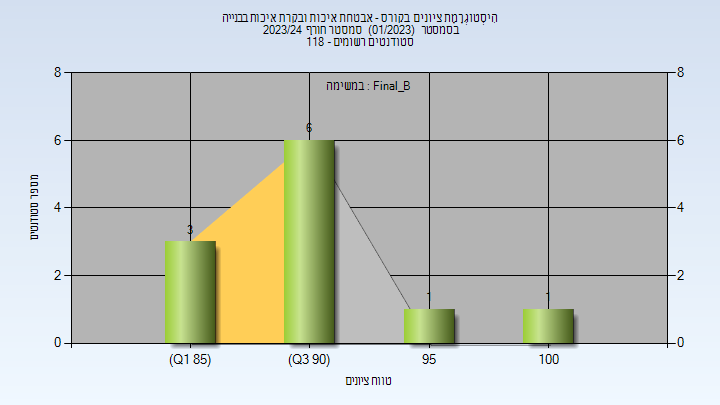 היסטוגרמת ציונים בקורס - אבטחת איכות ובקרת איכות בבנייה
בסמסטר (01/2023) סמסטר חורף 2023/24
סטודנטים רשומים - 118
במשימה : Final_B
מספר סטודנטים
8 8
6 6
4 4
2 2
0 0
3 6 1 1
(Q1 85) (Q3 90) 95 100
טווח ציונים